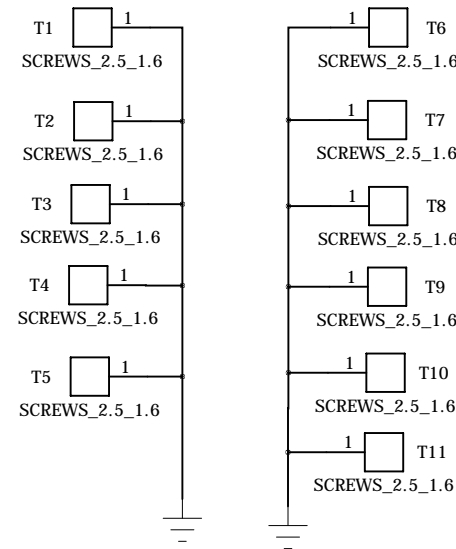 T1 1
SCREWS_2.5_1.6
T2 1
SCREWS_2.5_1.6
T3 1
SCREWS_2.5_1.6
T4 1
SCREWS_2.5_1.6
T5 1
SCREWS_2.5_1.6
1 T6
SCREWS_2.5_1.6
1 T7
SCREWS_2.5_1.6
1 T8
SCREWS_2.5_1.6
1 T9
SCREWS_2.5_1.6
1 T10
SCREWS_2.5_1.6
1 T11
SCREWS_2.5_1.6